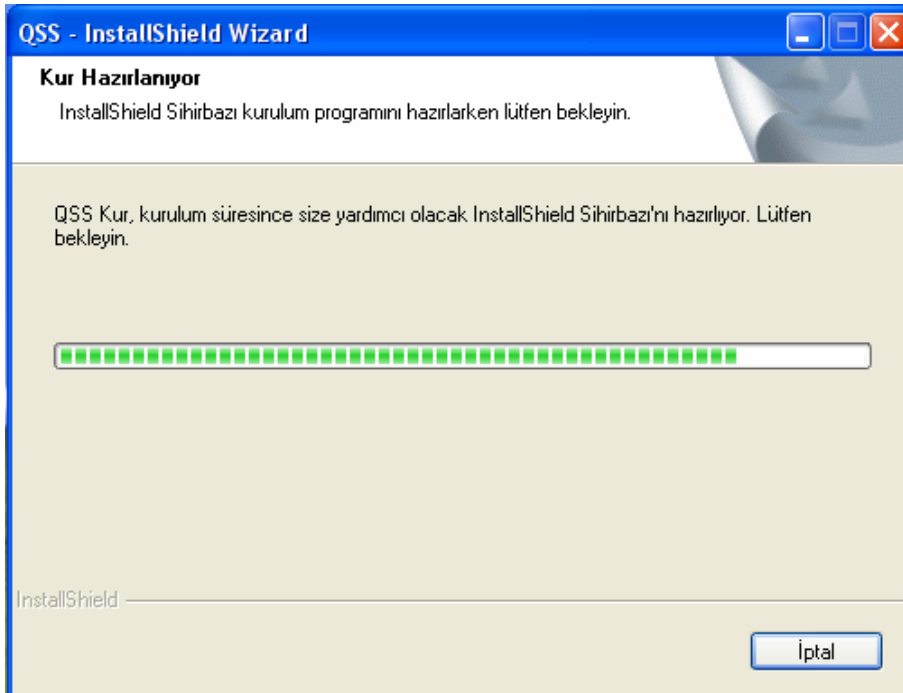 QSS - InstallShield Wizard
Kur Hazırlanıyor
InstallShield Sihirbazı kurulum programını hazırlarken lütfen bekleyin.
QSS Kur, kurulum süresince size yardımcı olacak InstallShield Sihirbazı'nı hazırlıyor. Lütfen
bekleyin.
InstallShield
İptal